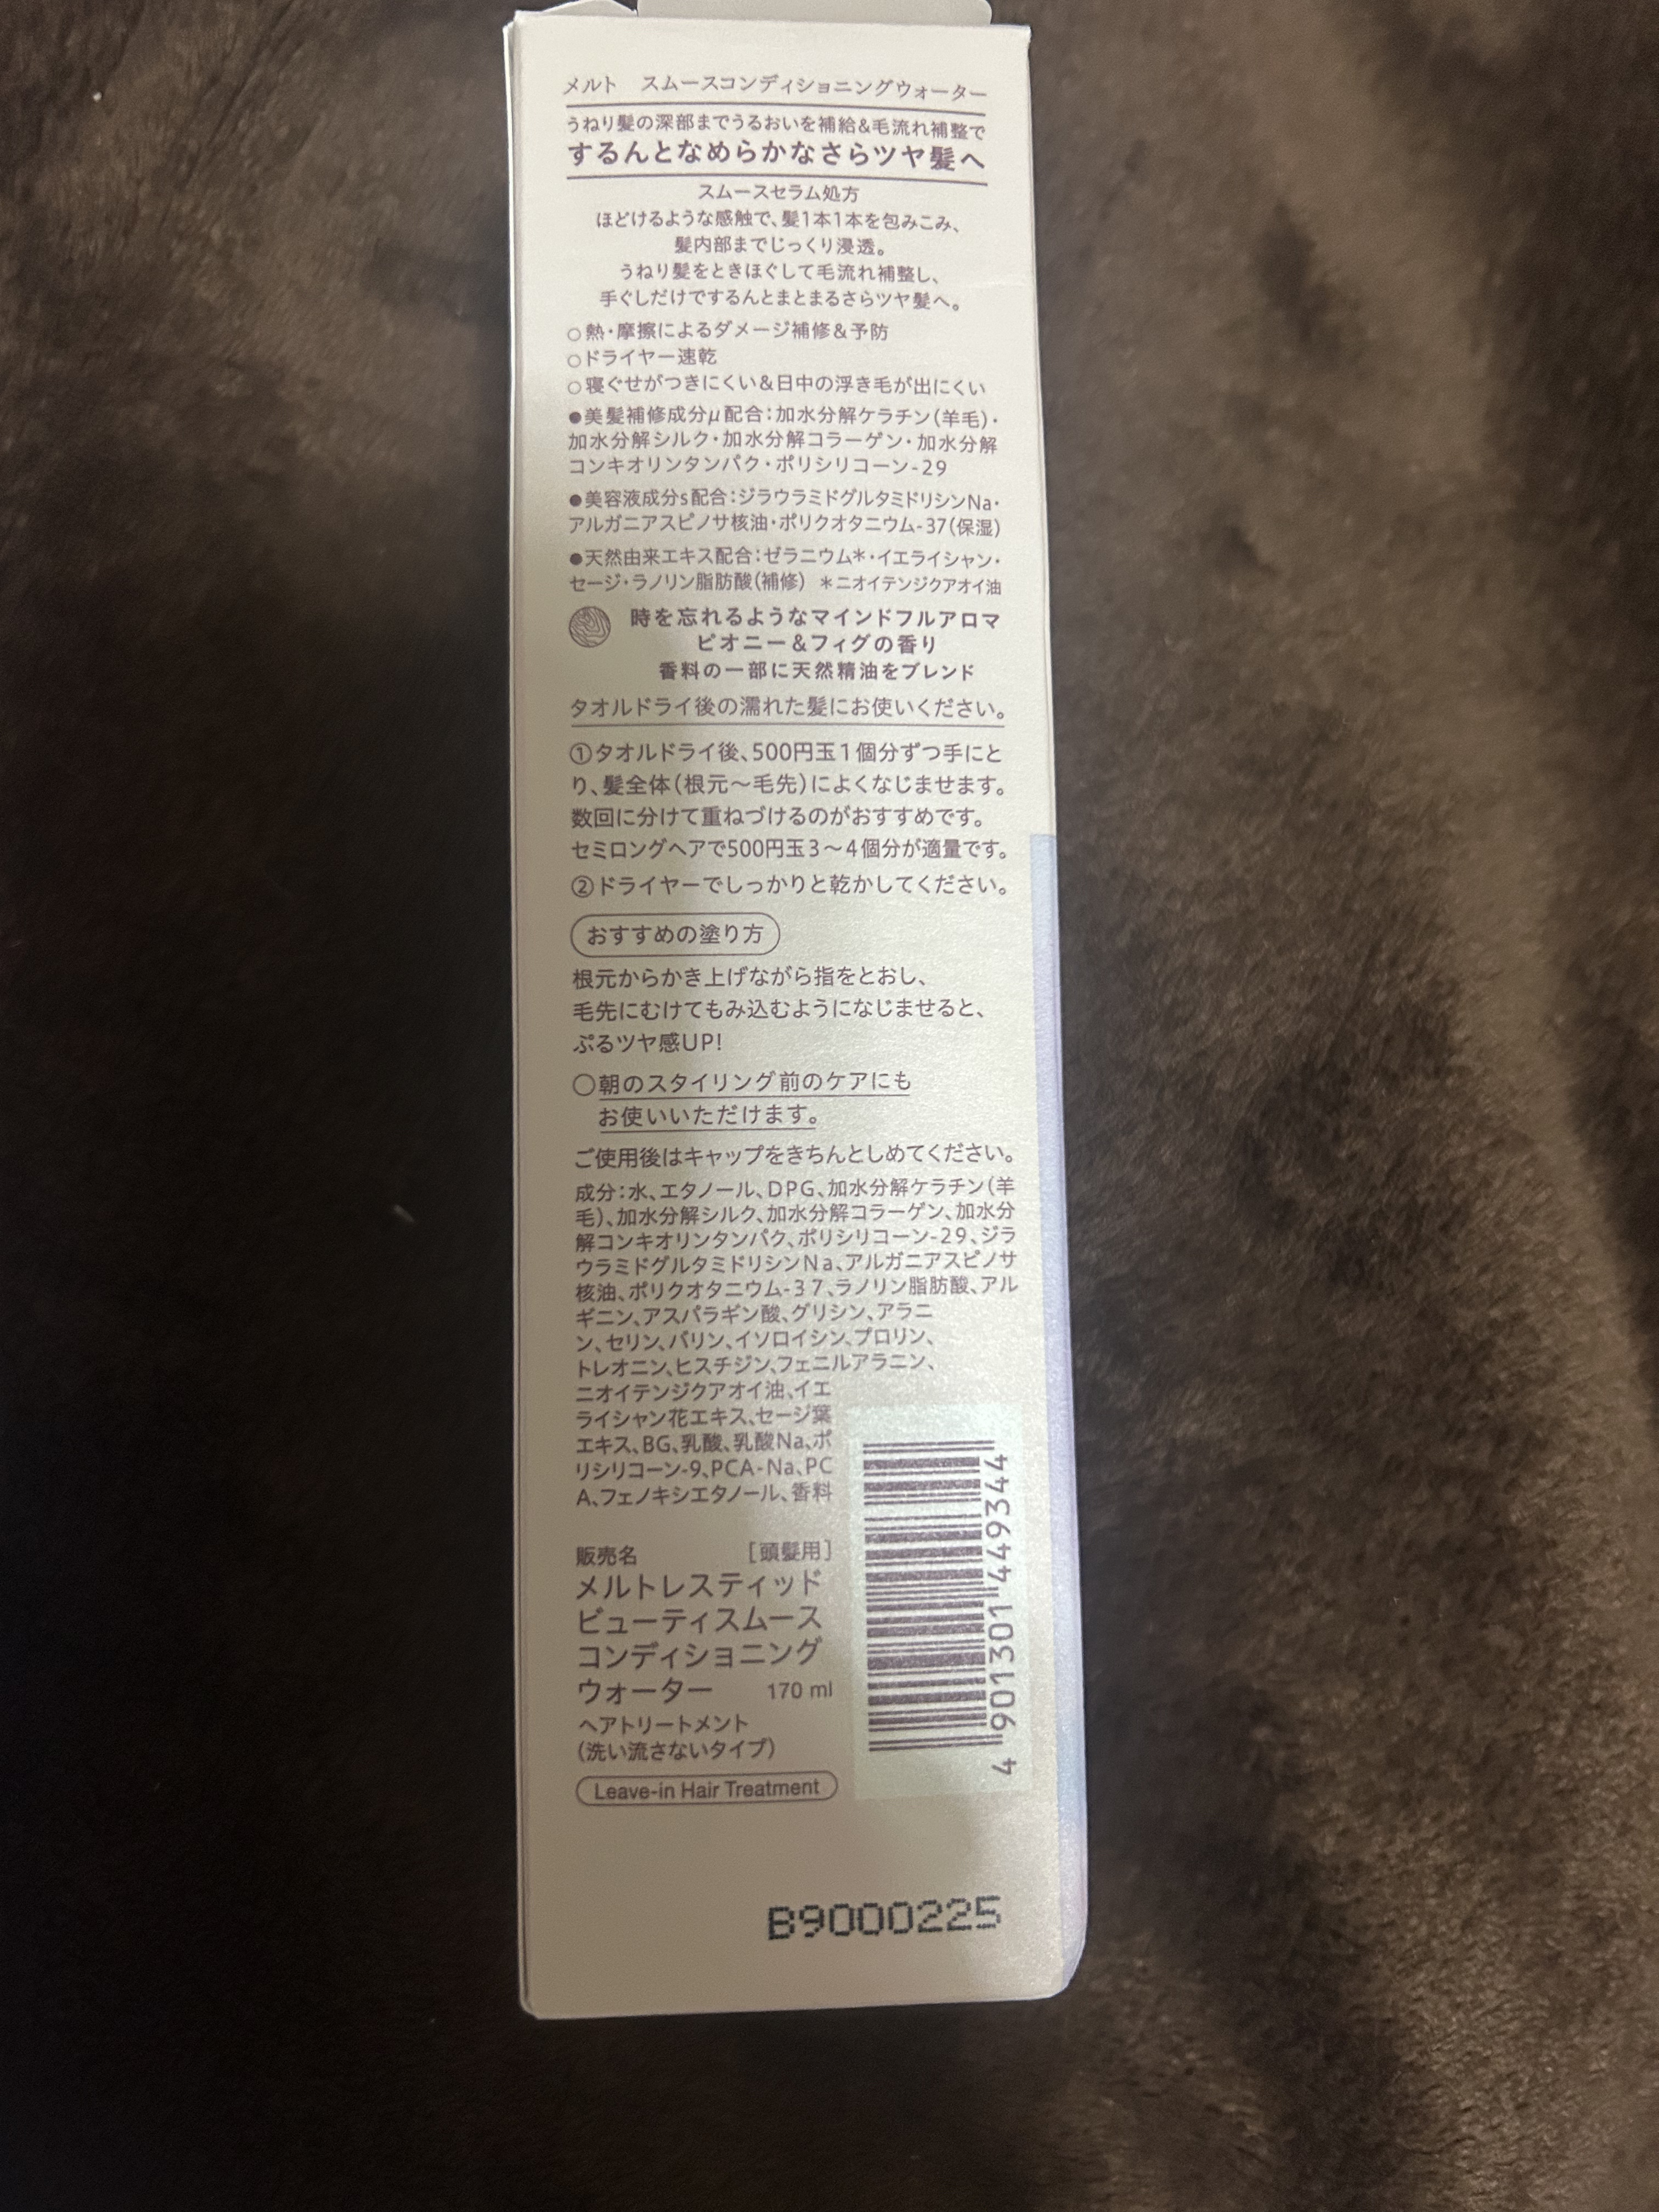 メルト　スムースコンディショニングウォーター
うねり髪の深部までうるおいを補給&毛流れ補整で
するんとなめらかなさらツヤ髪へ
スムースセラム処方
ほどけるような感触で、髪1本1本を包みこみ、
髪内部までじっくり浸透。
うねり髪をときほぐして毛流れ補整し、
手ぐしだけでするんとまとまるさらツヤ髪へ。
○熱・摩擦によるダメージ補修&予防
○ドライヤー速乾
○寝ぐせがつきにくい&日中の浮き毛が出にくい
●美髪補修成分μ配合：加水分解ケラチン(羊毛)・
加水分解シルク・加水分解コラーゲン・加水分解
コンキオリンタンパク・ポリシリコーン-29
●美容液成分s配合：ジラウラミドグルタミドリシンNa・
アルガニアスピノサ核油・ポリクオタニウム-37(保湿)
●天然由来エキス配合：ゼラニウム＊・イエライシャン・
セージ・ラノリン脂肪酸(補修)　＊ニオイテンジクアオイ油
時を忘れるようなマインドフルアロマ
ピオニー&フィグの香り
香料の一部に天然精油をブレンド
タオルドライ後の濡れた髪にお使いください。
①タオルドライ後、500円玉1個分ずつ手にと
り、髪全体(根元～毛先)によくなじませます。
数回に分けて重ねづけるのがおすすめです。
セミロングヘアで500円玉3～4個分が適量です。
②ドライヤーでしっかりと乾かしてください。
おすすめの塗り方
根元からかき上げながら指をとおし、
毛先にむけてもみ込むようになじませると、
ぷるツヤ感UP!
○朝のスタイリング前のケアにも
お使いいただけます。
ご使用後はキャップをきちんとしめてください。
成分：水、エタノール、DPG、加水分解ケラチン(羊
毛)、加水分解シルク、加水分解コラーゲン、加水分
解コンキオリンタンパク、ポリシリコーン-29、ジラ
ウラミドグルタミドリシンNa、アルガニアスピノサ
核油、ポリクオタニウム-37、ラノリン脂肪酸、アル
ギニン、アスパラギン酸、グリシン、アラニ
ン、セリン、バリン、イソロイシン、プロリン、
トレオニン、ヒスチジン、フェニルアラニン、
ニオイテンジクアオイ油、イエ
ライシャン花エキス、セージ葉
エキス、BG、乳酸、乳酸Na、ポ
リシリコーン-9、PCA-Na、PC
A、フェノキシエタノール、香料
販売名　[頭髪用]
メルトレスティッド
ビューティスムース
コンディショニング
ウォーター　170 ml
ヘアトリートメント
(洗い流さないタイプ)
Leave-in Hair Treatment
4 901301 449344
B9000225